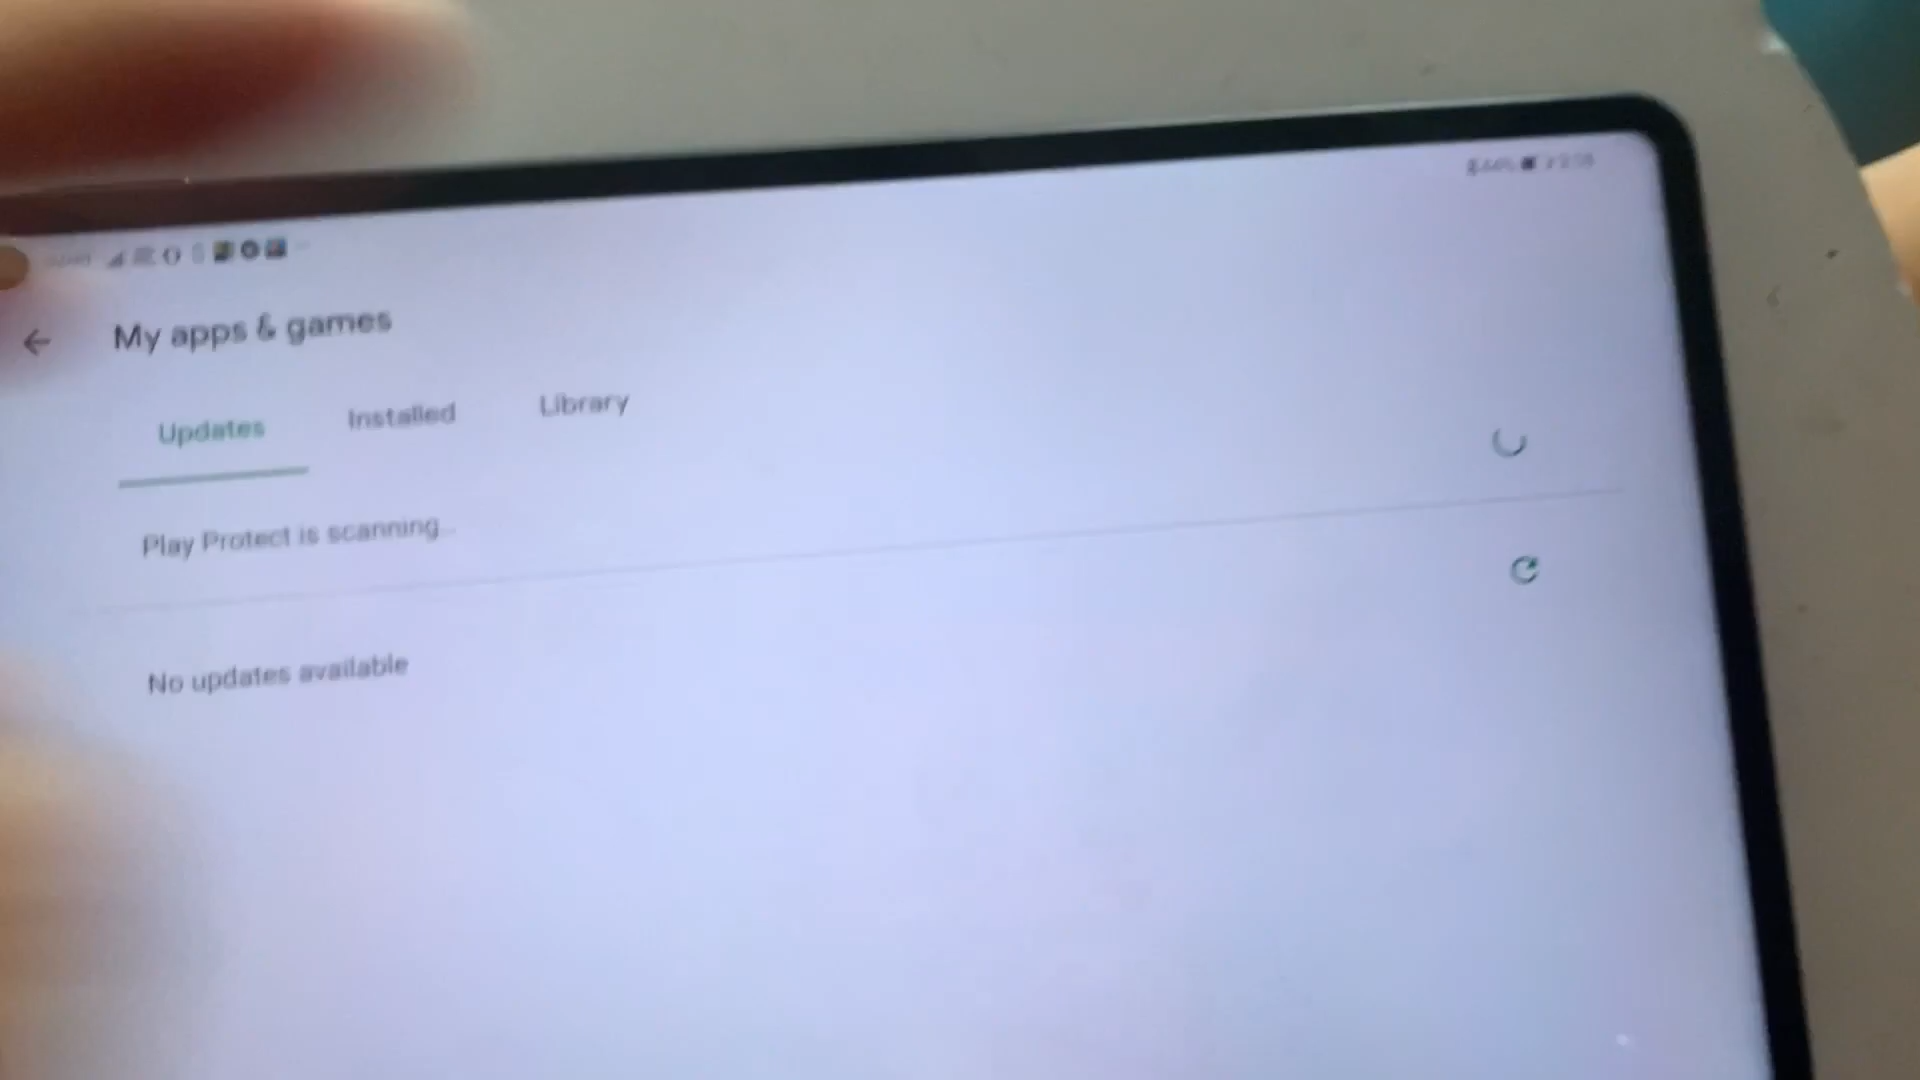 My apps & games
Updates Installed Library
Play Protect is scanning...
No updates available